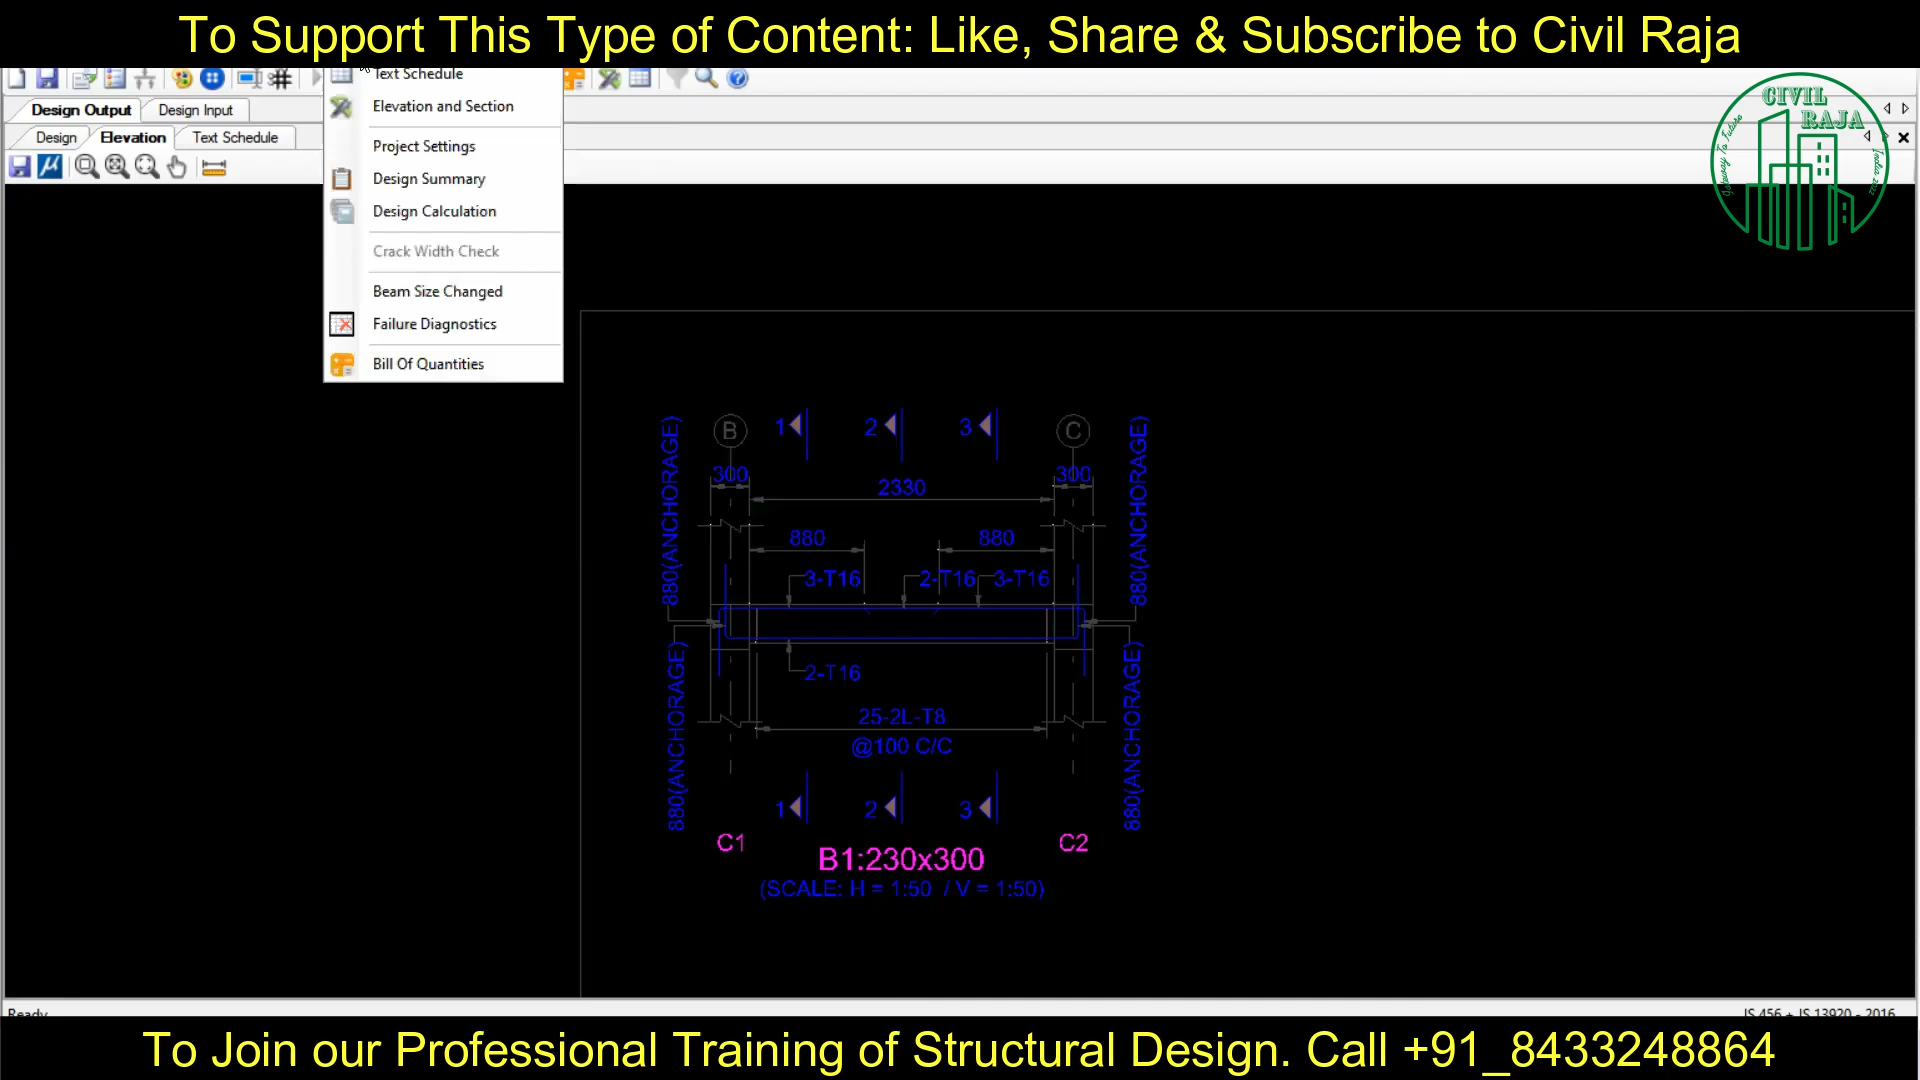 To Support This Type of Content: Like, Share & Subscribe to Civil Raja
Text Schedule
Elevation and Section
Project Settings
Design Summary
Design Calculation
Crack Width Check
Beam Size Changed
Failure Diagnostics
Bill Of Quantities
Design Output
Design Input
Design
Elevation
Text Schedule
CIVIL
RAJA
India 2022
B
1
2
3
C
300
2330
300
880
880
3-T16
2-T16
3-T16
880(ANCHORAGE)
880(ANCHORAGE)
2-T16
880(ANCHORAGE)
880(ANCHORAGE)
25-2L-T8
@100 C/C
1
2
3
C1
C2
B1:230x300
(SCALE: H = 1:50 / V = 1:50)
Ready
IS 456 + IS 13920 - 2016
To Join our Professional Training of Structural Design. Call +91_8433248864